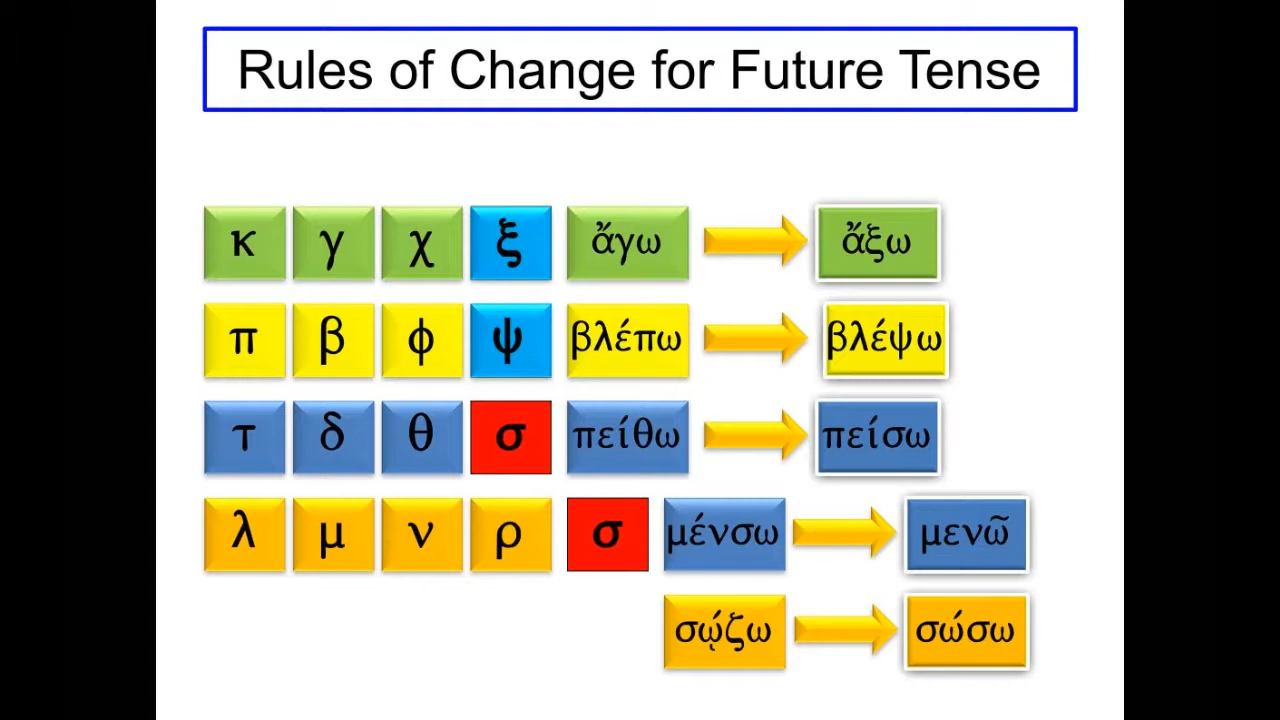 Rules of Change for Future Tense
κ γ χ ξ ἄγω ἄξω
π β φ ψ βλέπω βλέψω
τ δ θ σ πείθω πείσω
λ μ ν ρ σ μένσω μενῶ
σῴζω σώσω